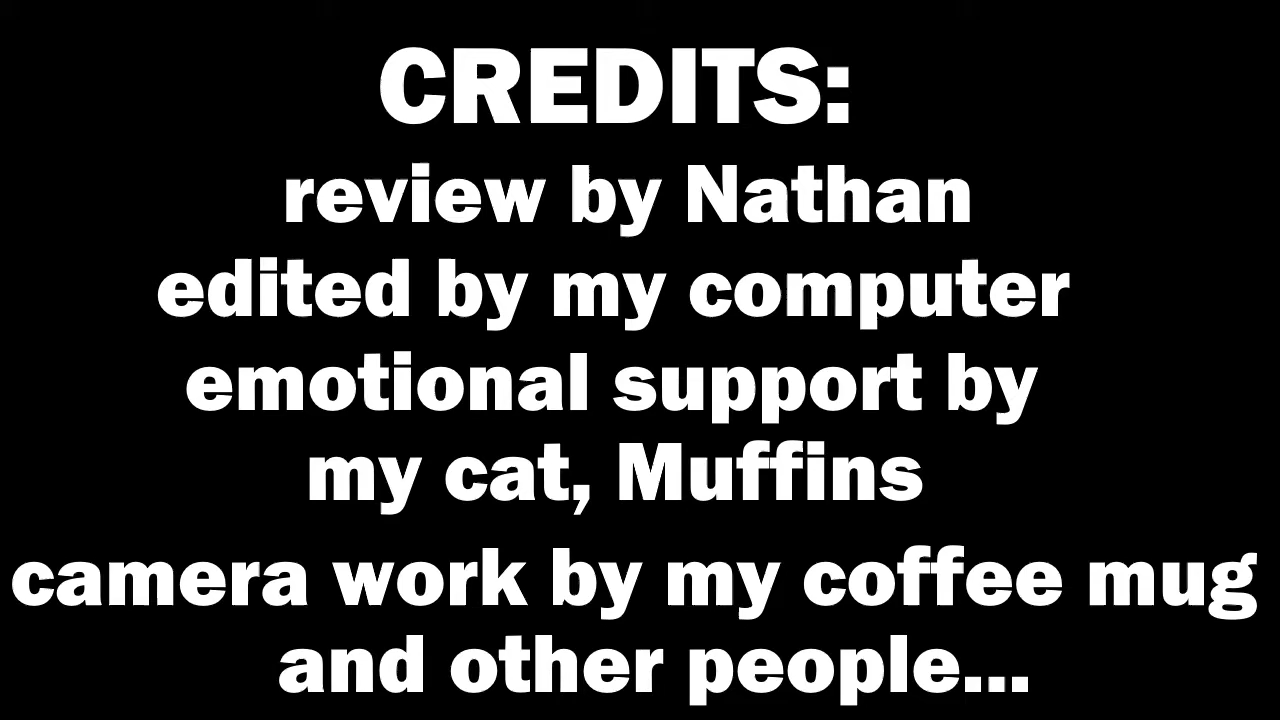 CREDITS:
review by Nathan
edited by my computer
emotional support by
my cat, Muffins
camera work by my coffee mug
and other people...